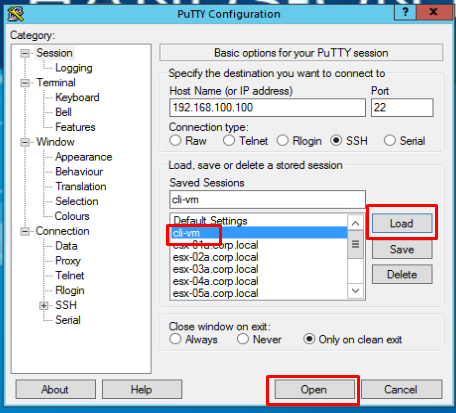 PuTTY Configuration
? X
Category:
Session
Logging
Terminal
Keyboard
Bell
Features
Window
Appearance
Behaviour
Translation
Selection
Colours
Connection
Data
Proxy
Telnet
Rlogin
SSH
Serial
Basic options for your PuTTY session
Specify the destination you want to connect to
Host Name (or IP address) Port
192.168.100.100 22
Connection type:
Raw Telnet Rlogin SSH Serial
Load, save or delete a stored session
Saved Sessions
cli-vm
Default Settings
cli-vm
esx-01a.corp.local
esx-02a.corp.local
esx-03a.corp.local
esx-04a.corp.local
esx-05a.corp.local
Load
Save
Delete
Close window on exit:
Always Never Only on clean exit
About Help Open Cancel